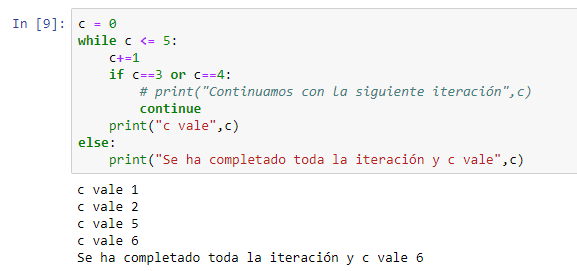 In [9]: c = 0
while c <= 5:
    c+=1
    if c==3 or c==4:
        # print("Continuamos con la siguiente iteración",c)
        continue
    print("c vale",c)
else:
    print("Se ha completado toda la iteración y c vale",c)
c vale 1
c vale 2
c vale 5
c vale 6
Se ha completado toda la iteración y c vale 6